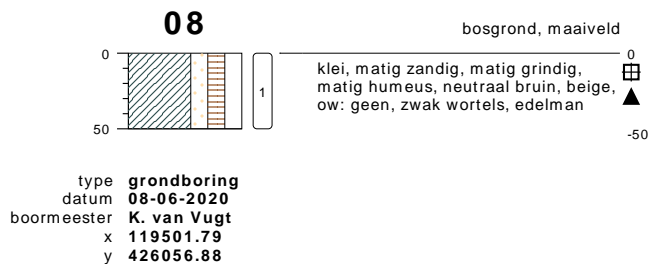 08
bosgrond, maaiveld
0
0
klei, matig zandig, matig grindig,
matig humeus, neutraal bruin, beige,
ow: geen, zwak wortels, edelman
1
50
-50
type grondboring
datum 08-06-2020
boormeester K. van Vugt
x 119501.79
y 426056.88